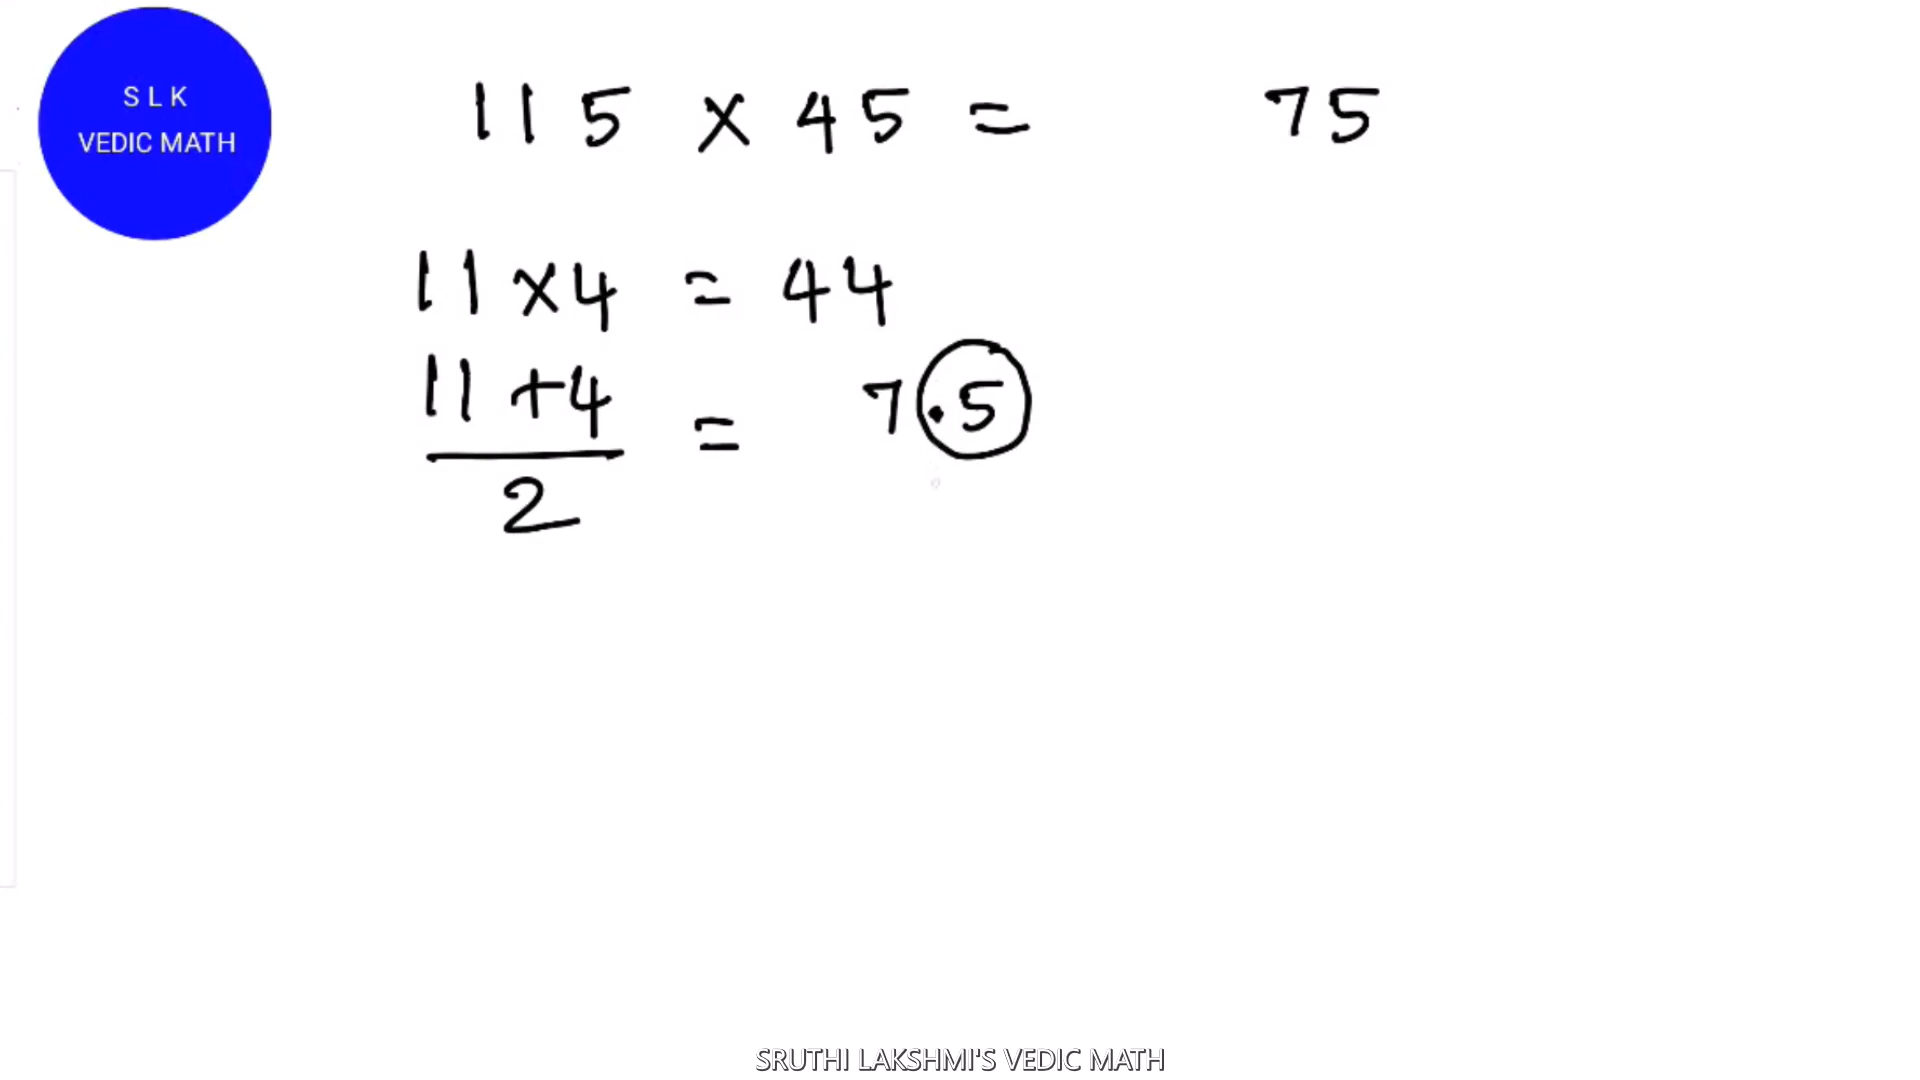 S L K
VEDIC MATH
115 × 45 = 75
11 × 4 = 44
11 + 4
= 7.5
2
SRUTHI LAKSHMI'S VEDIC MATH